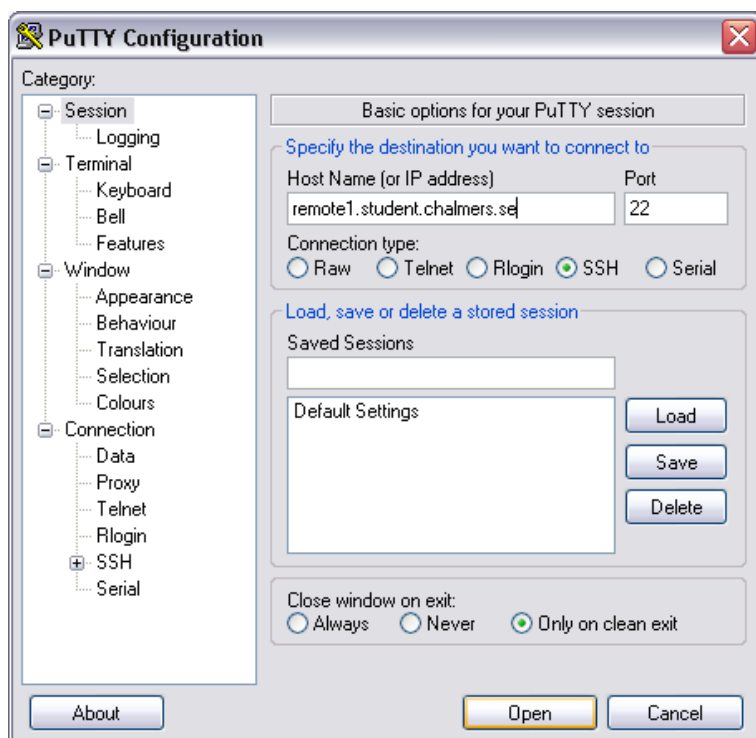 PuTTY Configuration
Category:
Session
Logging
Terminal
Keyboard
Bell
Features
Window
Appearance
Behaviour
Translation
Selection
Colours
Connection
Data
Proxy
Telnet
Rlogin
SSH
Serial
Basic options for your PuTTY session
Specify the destination you want to connect to
Host Name (or IP address) Port
remote1.student.chalmers.se 22
Connection type:
Raw Telnet Rlogin SSH Serial
Load, save or delete a stored session
Saved Sessions
Default Settings
Load
Save
Delete
Close window on exit:
Always Never Only on clean exit
About Open Cancel